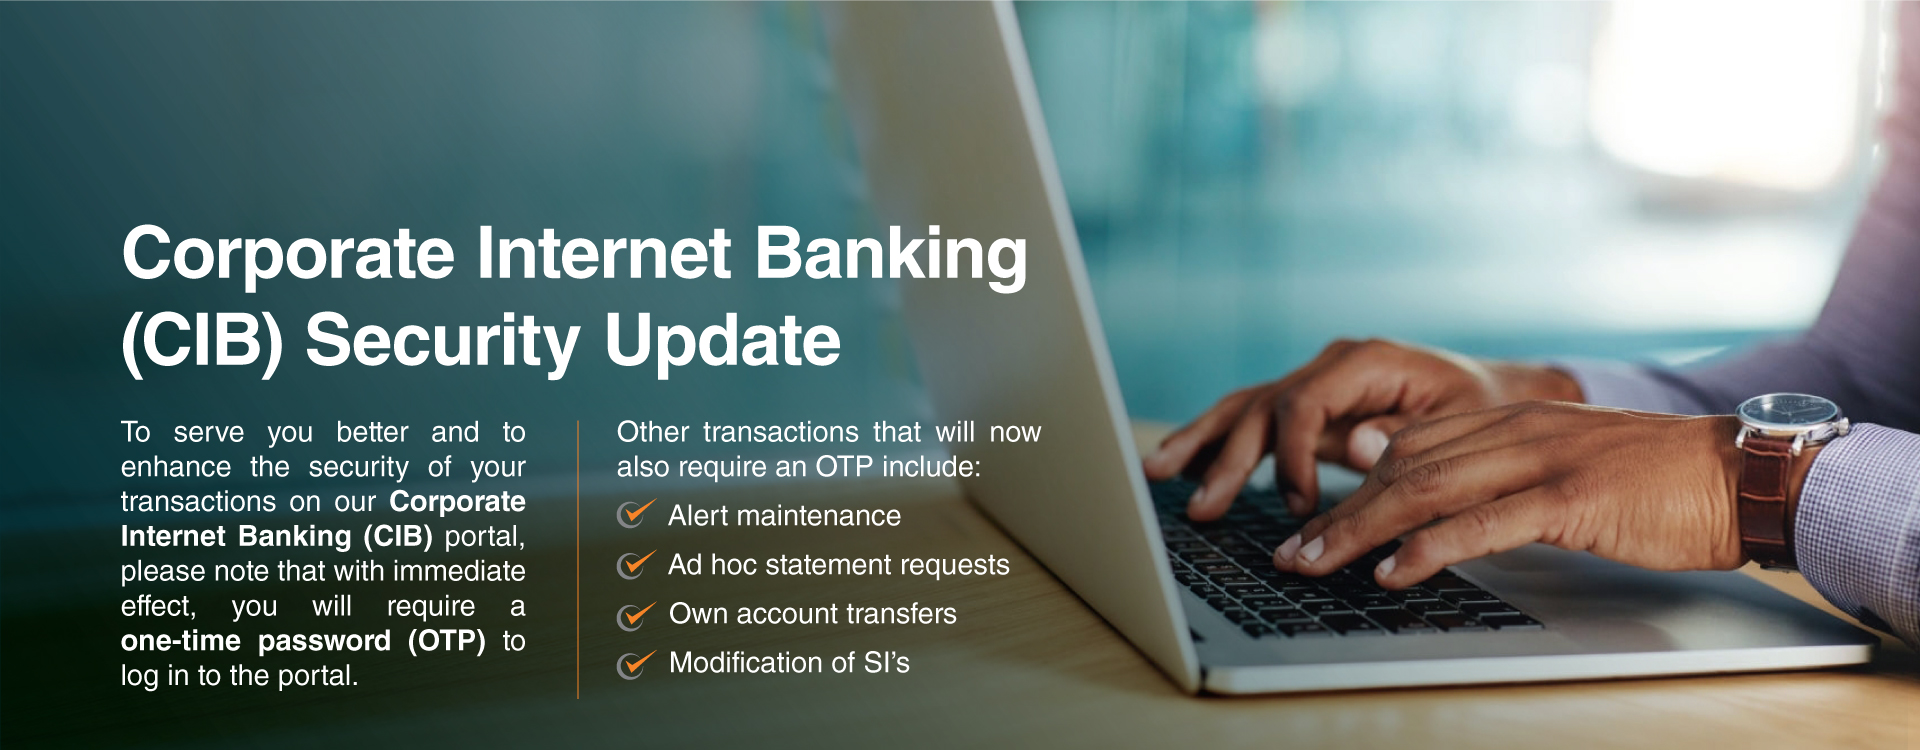 Corporate Internet Banking
(CIB) Security Update
To serve you better and to
enhance the security of your
transactions on our Corporate
Internet Banking (CIB) portal,
please note that with immediate
effect, you will require a
one-time password (OTP) to
log in to the portal.
Other transactions that will now
also require an OTP include:
Alert maintenance
Ad hoc statement requests
Own account transfers
Modification of SI’s